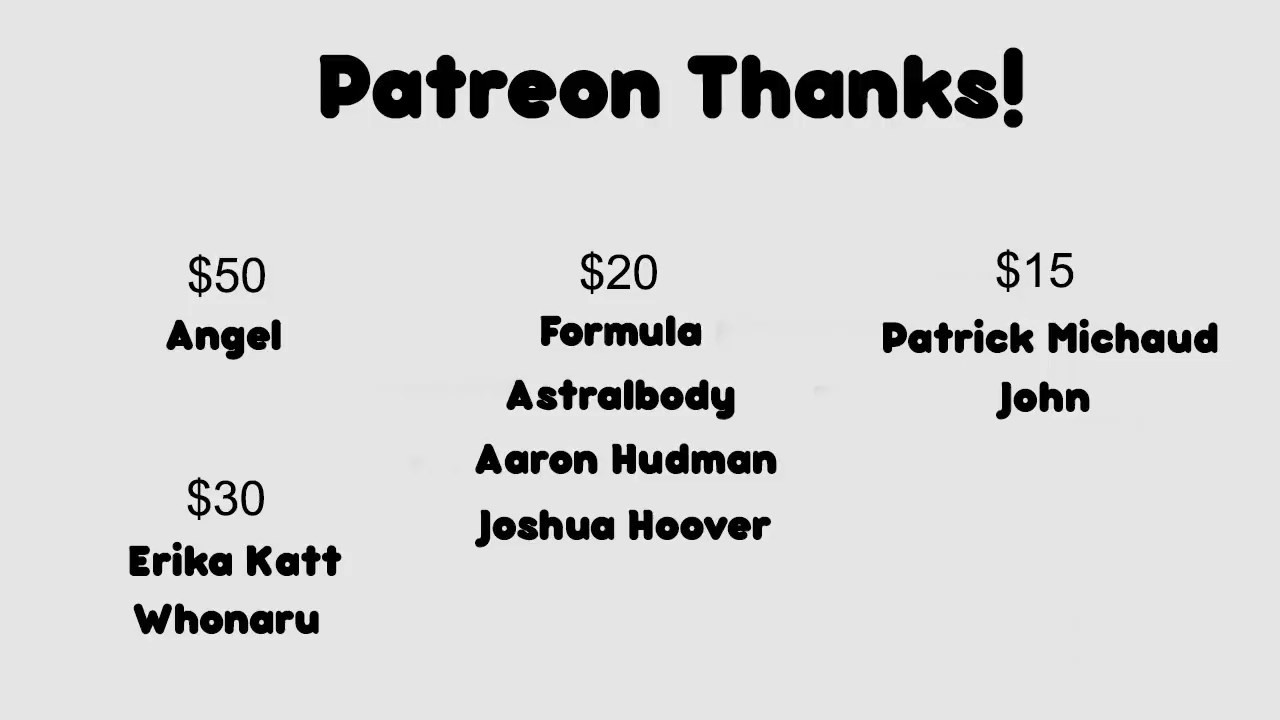 Patreon Thanks!
$50
Angel
$30
Erika Katt
Whonaru
$20
Formula
Astralbody
Aaron Hudman
Joshua Hoover
$15
Patrick Michaud
John